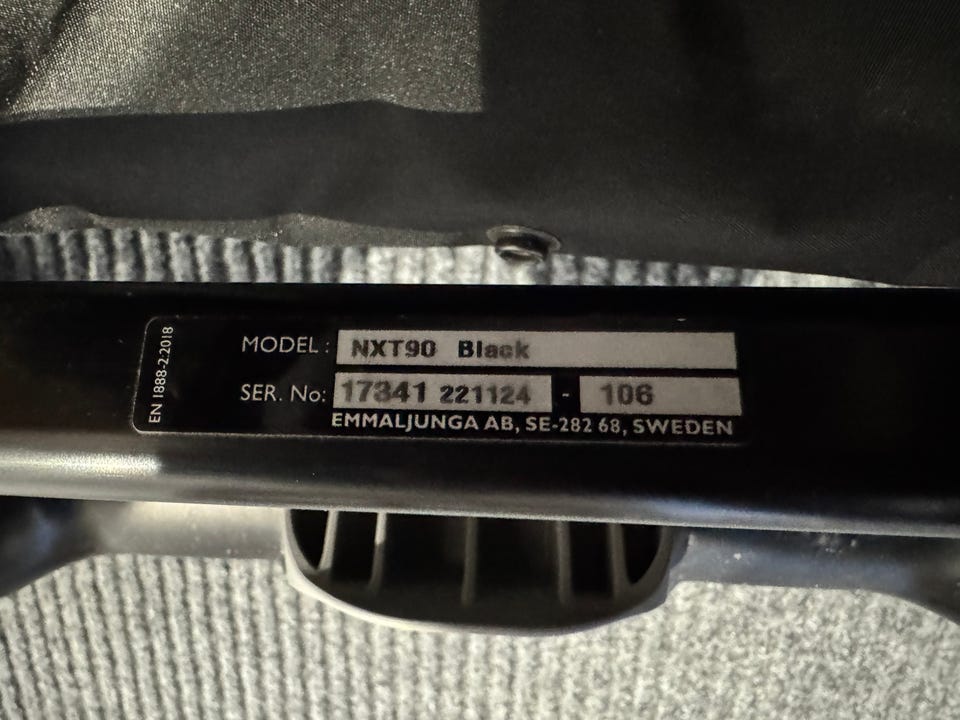 EN 1888-2:2018
MODEL : NXT90 Black
SER. No: 17341 221124 - 106
EMMALJUNGA AB, SE-282 68, SWEDEN